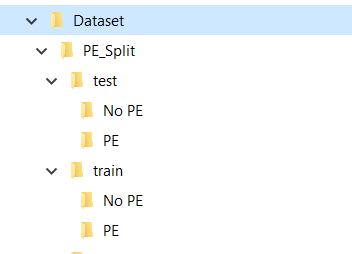 Dataset
PE_Split
test
No PE
PE
train
No PE
PE